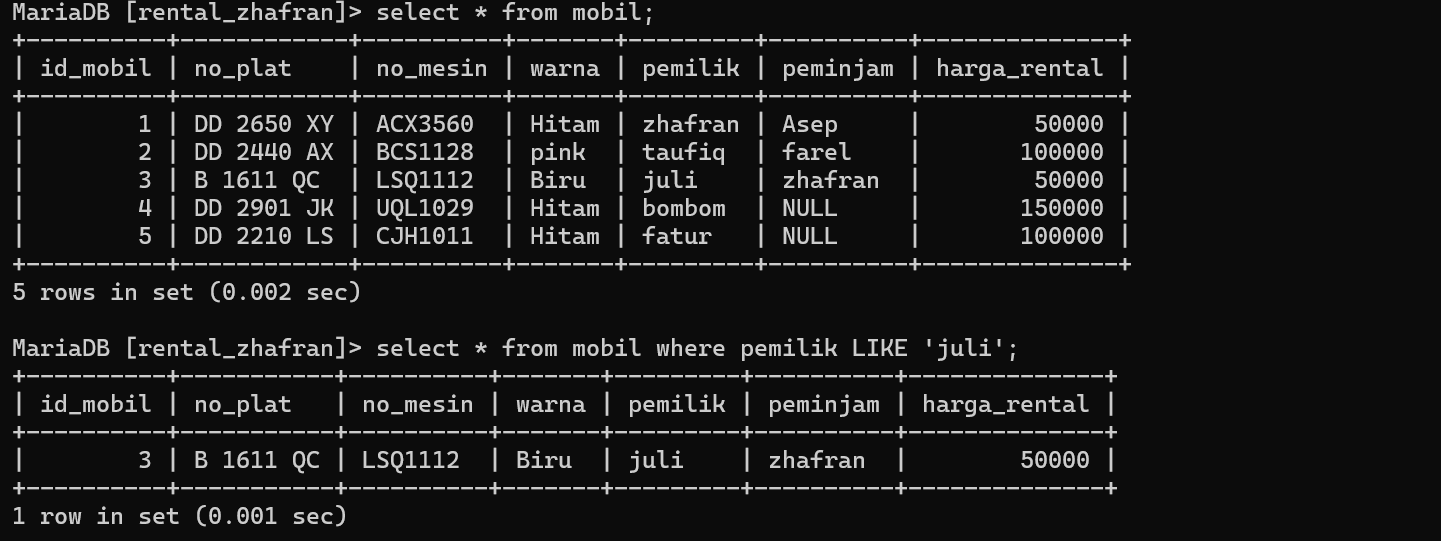 MariaDB [rental_zhafran]> select * from mobil;
+----------+------------+----------+-------+---------+----------+--------------+
| id_mobil | no_plat    | no_mesin | warna | pemilik | peminjam | harga_rental |
+----------+------------+----------+-------+---------+----------+--------------+
|        1 | DD 2650 XY | ACX3560  | Hitam | zhafran | Asep     |        50000 |
|        2 | DD 2440 AX | BCS1128  | pink  | taufiq  | farel    |       100000 |
|        3 | B 1611 QC  | LSQ1112  | Biru  | juli    | zhafran  |        50000 |
|        4 | DD 2901 JK | UQL1029  | Hitam | bombom  | NULL     |       150000 |
|        5 | DD 2210 LS | CJH1011  | Hitam | fatur   | NULL     |       100000 |
+----------+------------+----------+-------+---------+----------+--------------+
5 rows in set (0.002 sec)

MariaDB [rental_zhafran]> select * from mobil where pemilik LIKE 'juli';
+----------+-----------+----------+-------+---------+----------+--------------+
| id_mobil | no_plat   | no_mesin | warna | pemilik | peminjam | harga_rental |
+----------+-----------+----------+-------+---------+----------+--------------+
|        3 | B 1611 QC | LSQ1112  | Biru  | juli    | zhafran  |        50000 |
+----------+-----------+----------+-------+---------+----------+--------------+
1 row in set (0.001 sec)